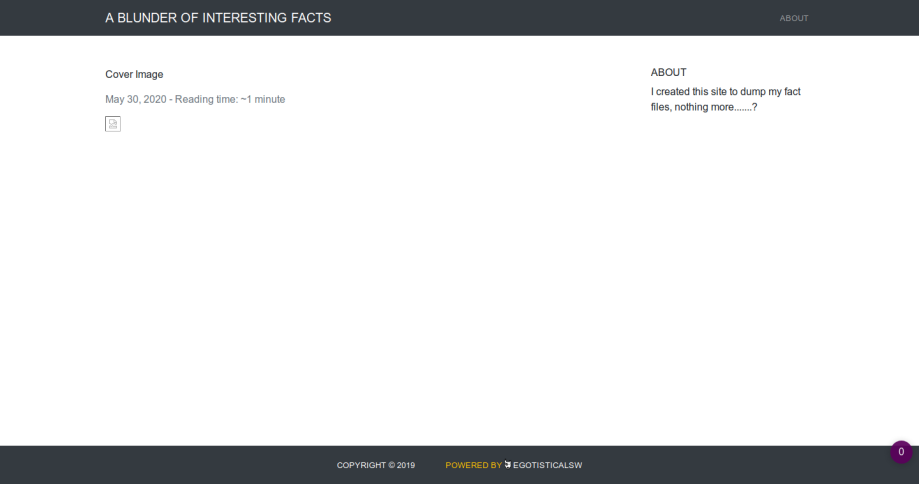 A BLUNDER OF INTERESTING FACTS
ABOUT
Cover Image
May 30, 2020 - Reading time: ~1 minute
ABOUT
I created this site to dump my fact
files, nothing more.......?
COPYRIGHT © 2019
POWERED BY EGOTISTICALSW
0